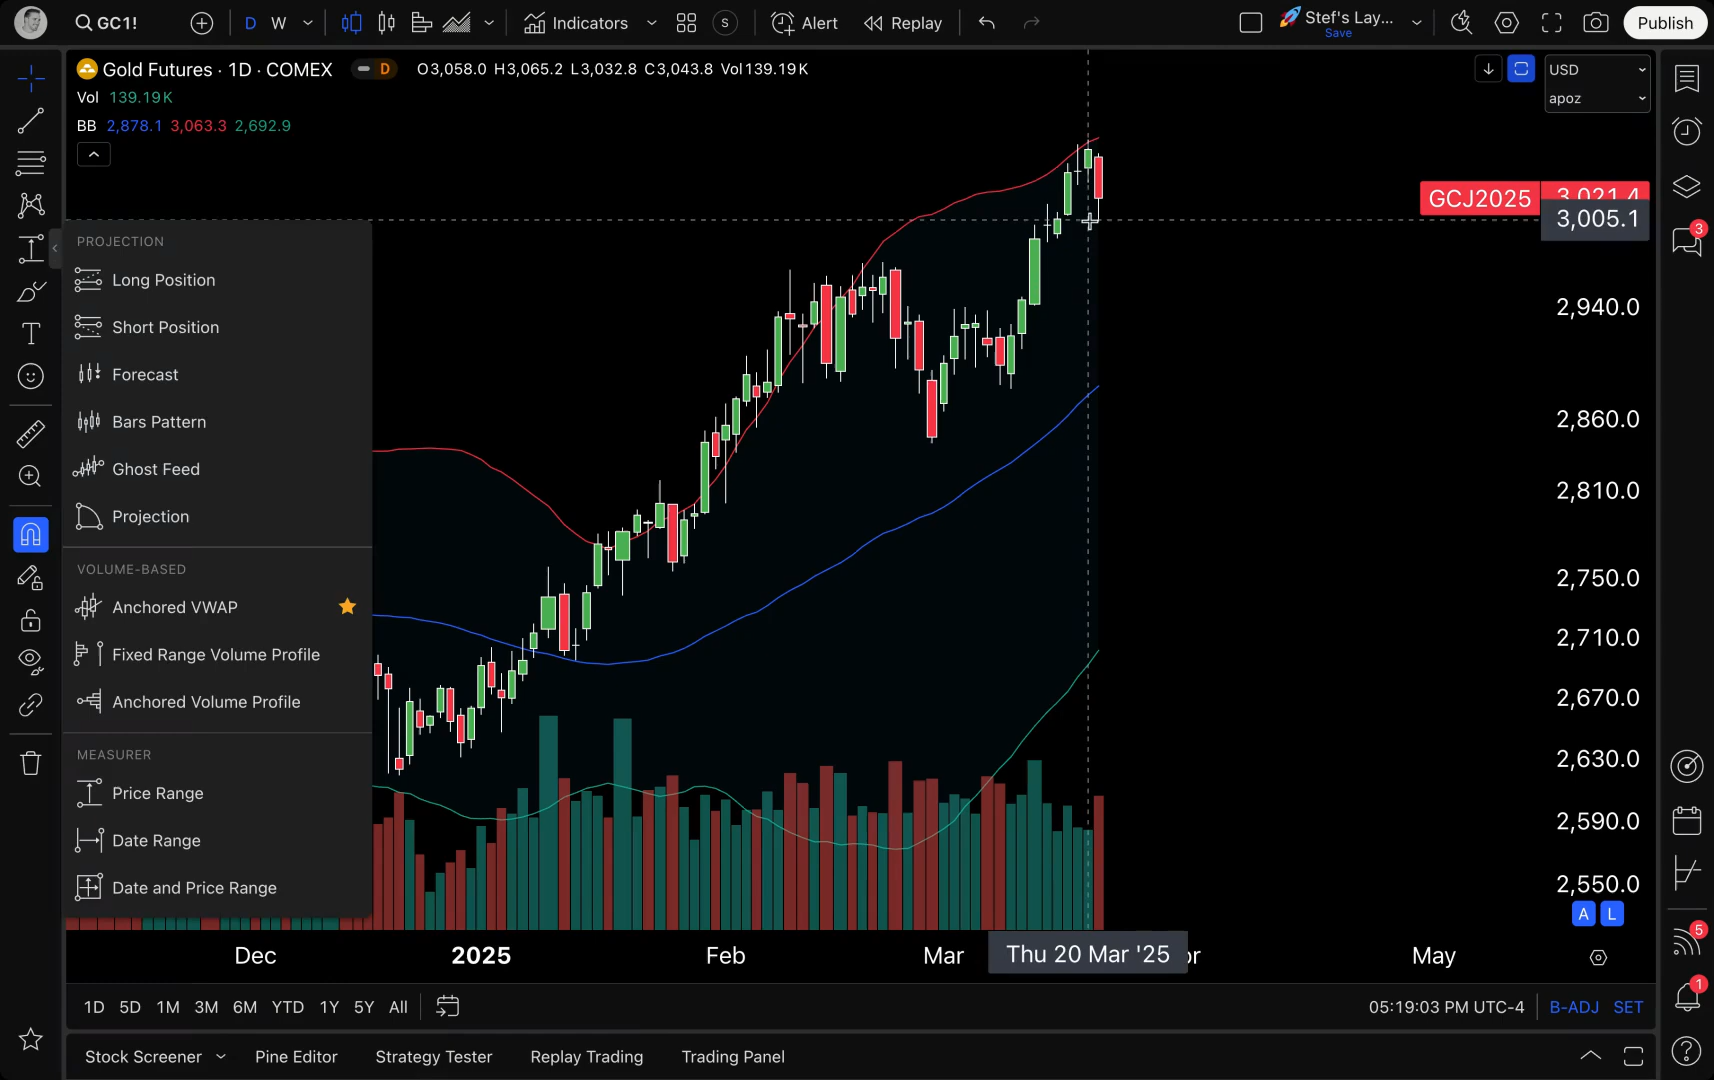 GC1!
D
W
Indicators
S
Alert
Replay
Stef's Lay...
Save
Publish
Gold Futures · 1D · COMEX
D
O3,058.0 H3,065.2 L3,032.8 C3,043.8 Vol139.19K
Vol 139.19K
BB 2,878.1 3,063.3 2,692.9
USD
apoz
GCJ2025
3,021.4
3,005.1
3
2,940.0
2,860.0
2,810.0
2,750.0
2,710.0
2,670.0
2,630.0
2,590.0
2,550.0
A L
PROJECTION
Long Position
Short Position
Forecast
Bars Pattern
Ghost Feed
Projection
VOLUME-BASED
Anchored VWAP
Fixed Range Volume Profile
Anchored Volume Profile
MEASURER
Price Range
Date Range
Date and Price Range
5
Dec 2025 Feb Mar Thu 20 Mar '25 pr May
1
1D 5D 1M 3M 6M YTD 1Y 5Y All
05:19:03 PM UTC-4
B-ADJ SET
Stock Screener
Pine Editor
Strategy Tester
Replay Trading
Trading Panel